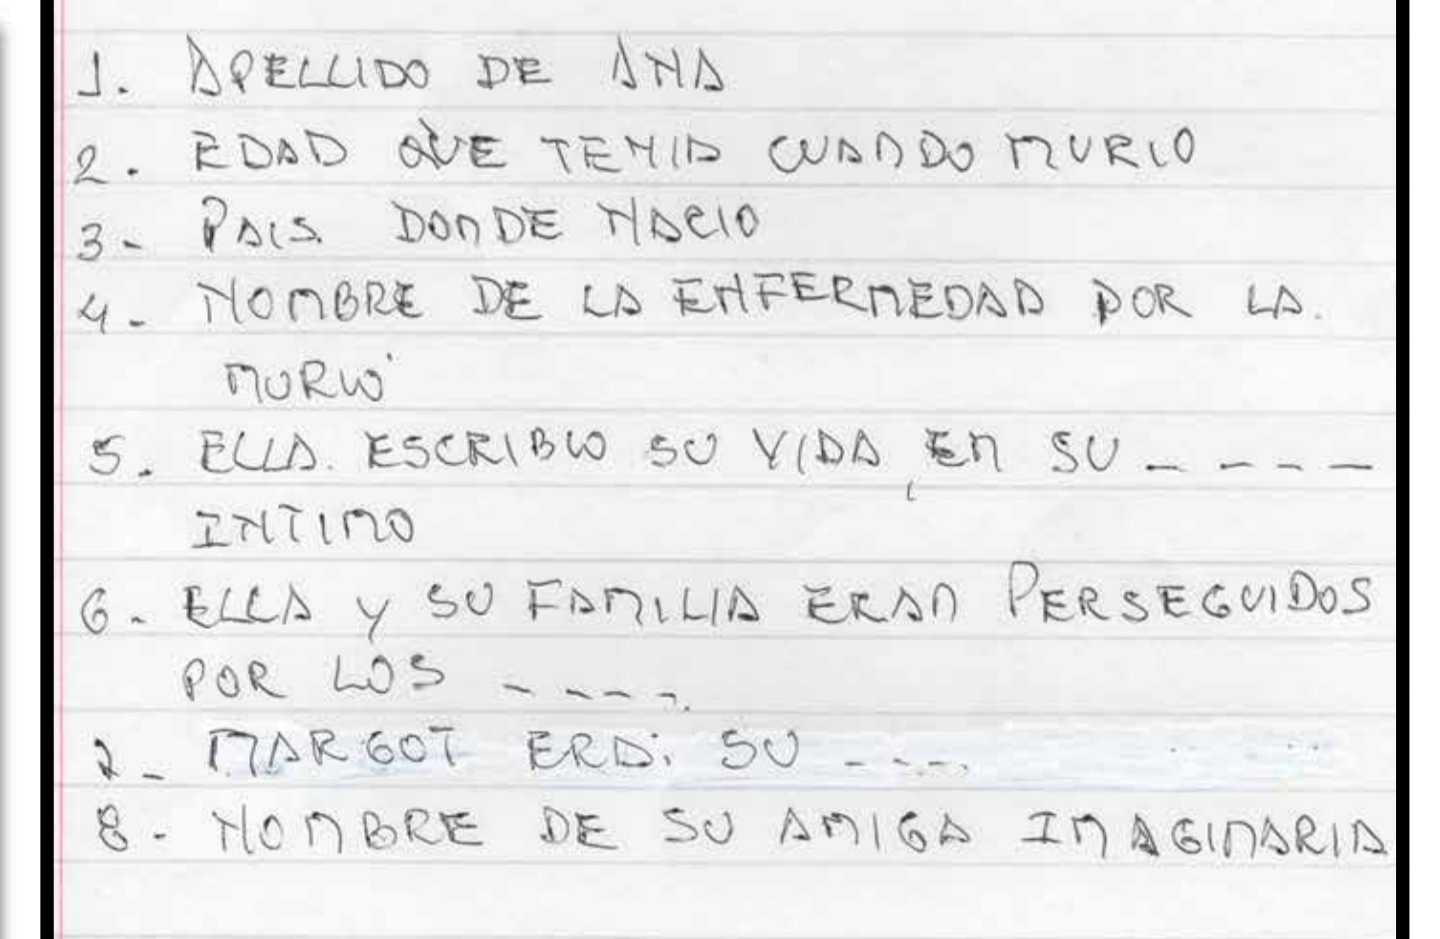 1. APELLIDO DE ANA
2. EDAD QUE TENIA CUANDO MURIO
3- PAIS. DONDE NACIO
4- NOMBRE DE LA ENFERMEDAD POR LA.
MURIÓ
5. ELLA. ESCRIBIO SU VIDA, EN SU _ _ _ _
INTIMO
6- ELLA Y SU FAMILIA ERAN PERSEGUIDOS
POR LOS _ _ _ _.
7- MARGOT ERA. SU _ _ _ _.
8- NOMBRE DE SU AMIGA IMAGINARIA